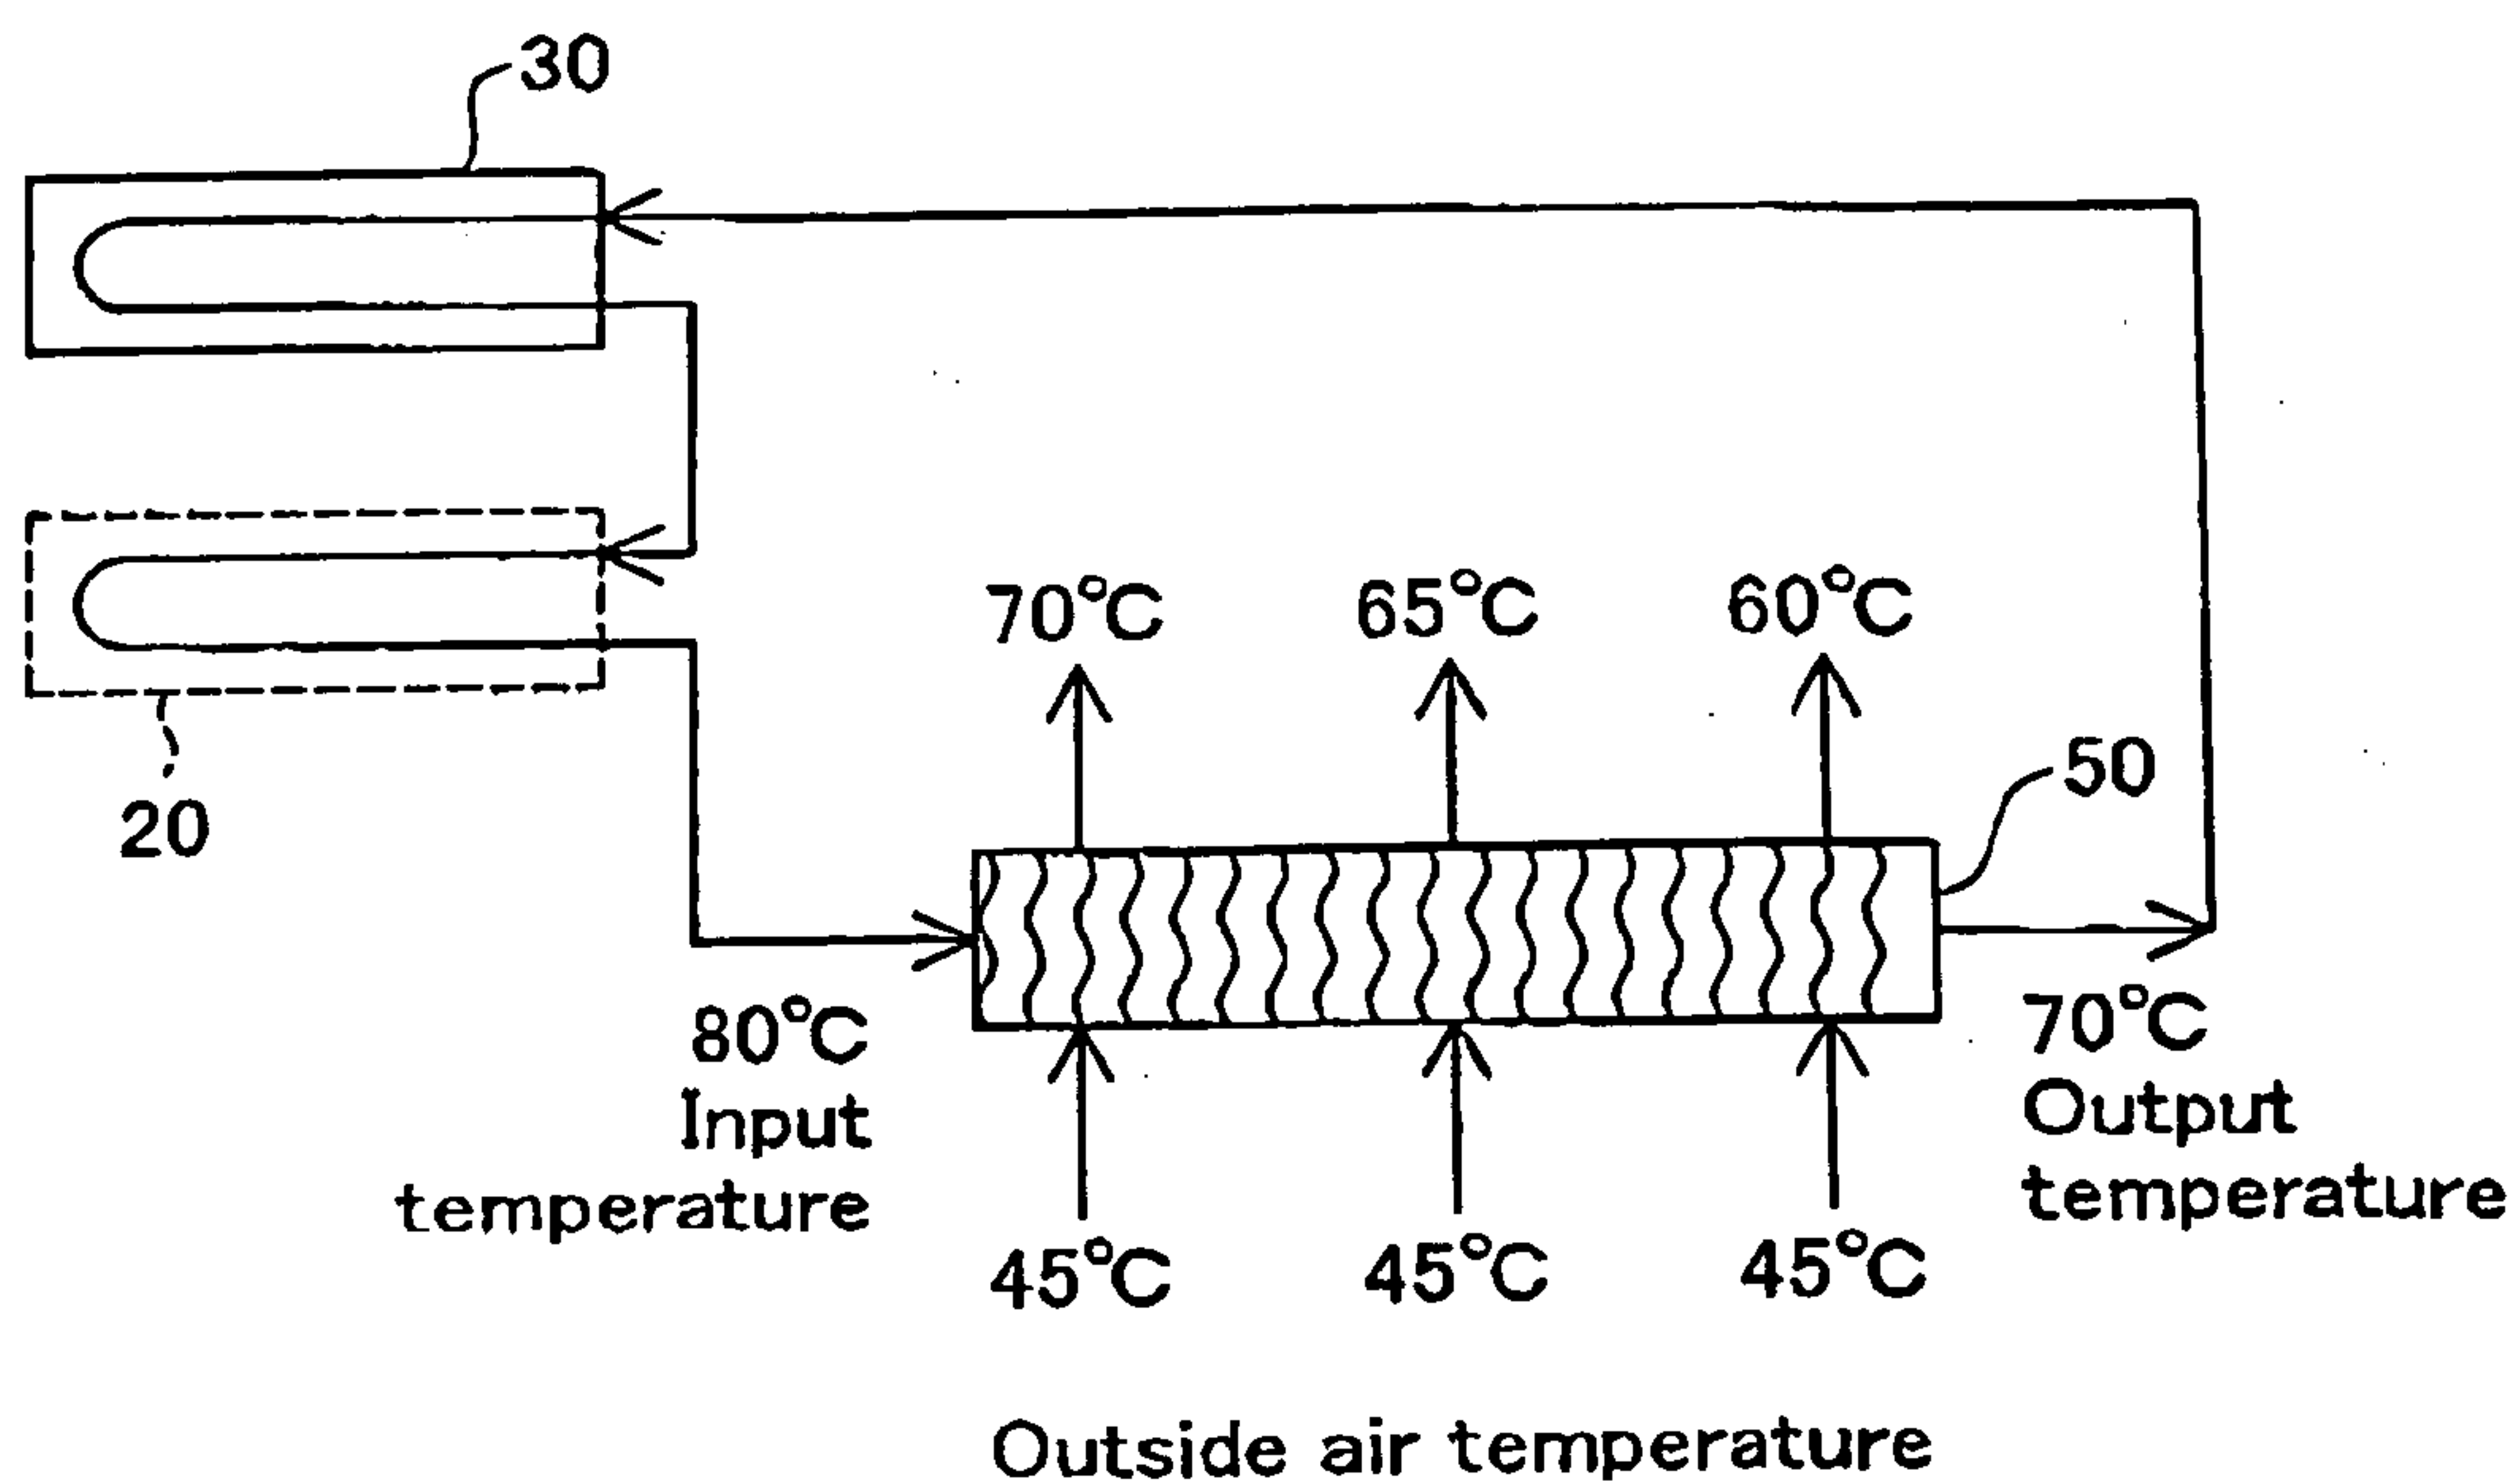 30
70°C 65°C 60°C
50
20
80°C
Input
temperature
70°C
Output
temperature
45°C 45°C 45°C
Outside air temperature